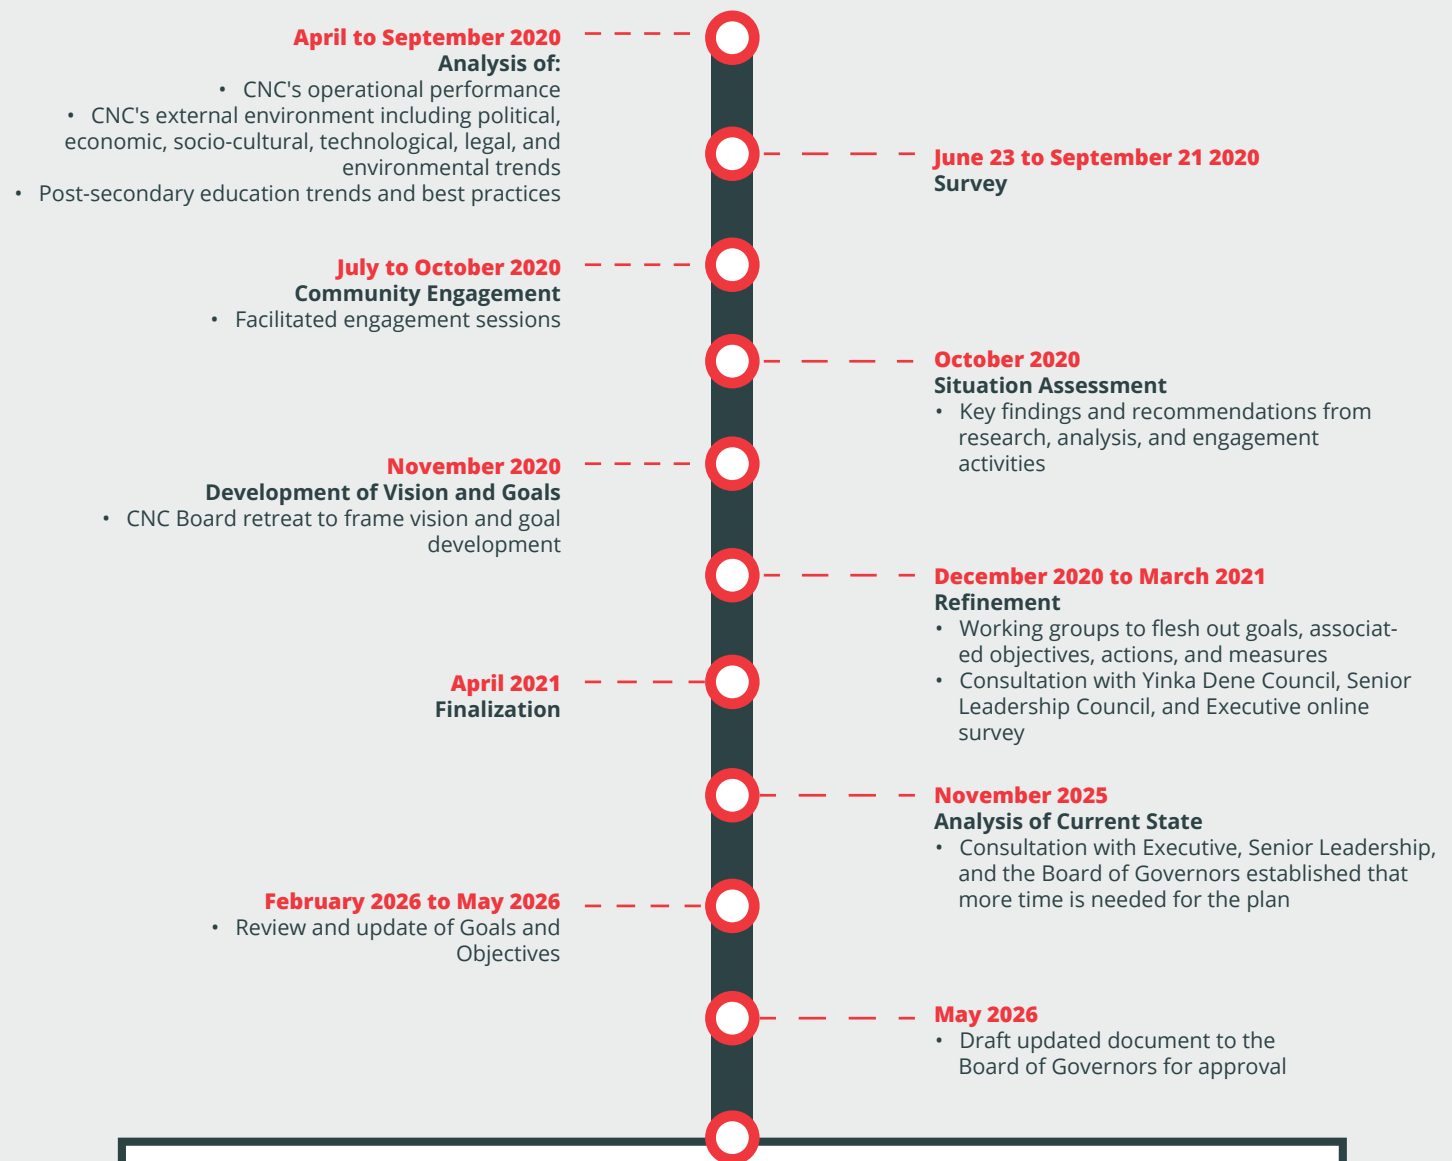 April to September 2020
Analysis of:
• CNC's operational performance
• CNC's external environment including political,
economic, socio-cultural, technological, legal, and
environmental trends
• Post-secondary education trends and best practices
June 23 to September 21 2020
Survey
July to October 2020
Community Engagement
• Facilitated engagement sessions
October 2020
Situation Assessment
• Key findings and recommendations from
research, analysis, and engagement
activities
November 2020
Development of Vision and Goals
• CNC Board retreat to frame vision and goal
development
December 2020 to March 2021
Refinement
• Working groups to flesh out goals, associat-
ed objectives, actions, and measures
• Consultation with Yinka Dene Council, Senior
Leadership Council, and Executive online
survey
April 2021
Finalization
November 2025
Analysis of Current State
• Consultation with Executive, Senior Leadership,
and the Board of Governors established that
more time is needed for the plan
February 2026 to May 2026
• Review and update of Goals and
Objectives
May 2026
• Draft updated document to the
Board of Governors for approval